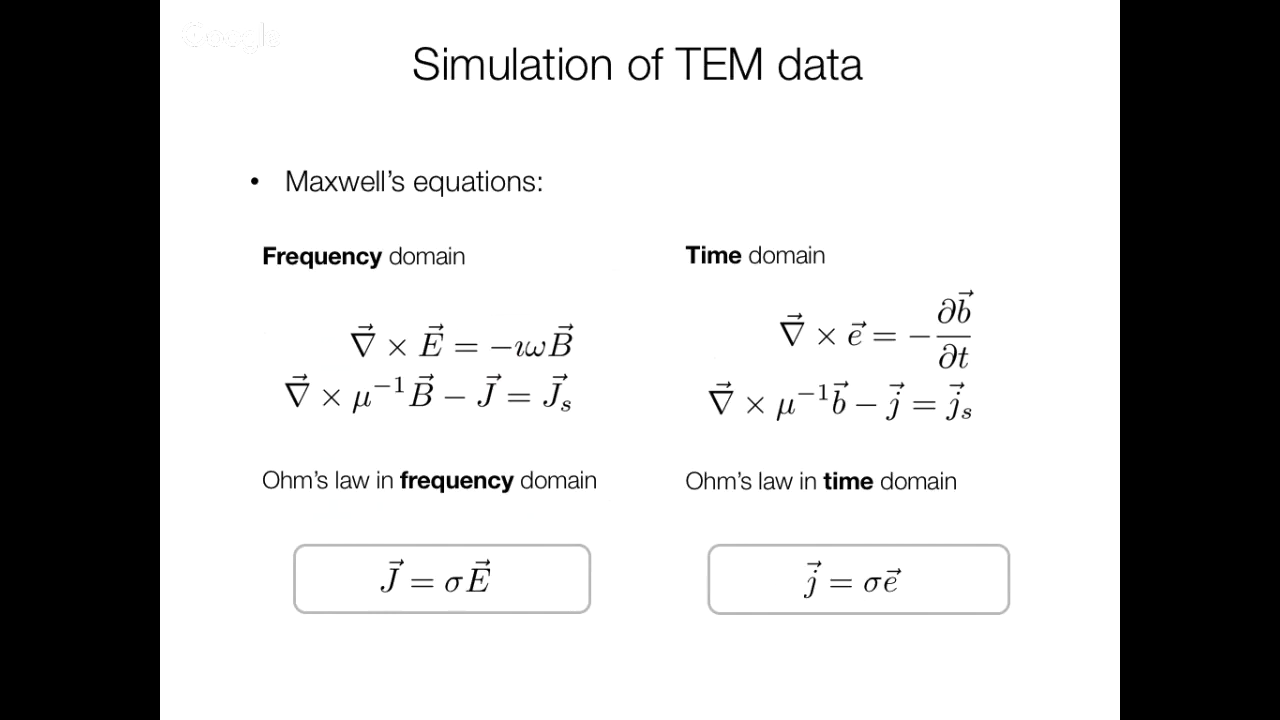 Google
Simulation of TEM data
• Maxwell's equations:
Frequency domain
∇⃗ × E⃗ = −ıωB⃗
∇⃗ × μ⁻¹B⃗ − J⃗ = J⃗ₛ
Ohm's law in frequency domain
J⃗ = σE⃗
Time domain
∇⃗ × e⃗ = −∂b⃗/∂t
∇⃗ × μ⁻¹b⃗ − j⃗ = j⃗ₛ
Ohm's law in time domain
j⃗ = σe⃗